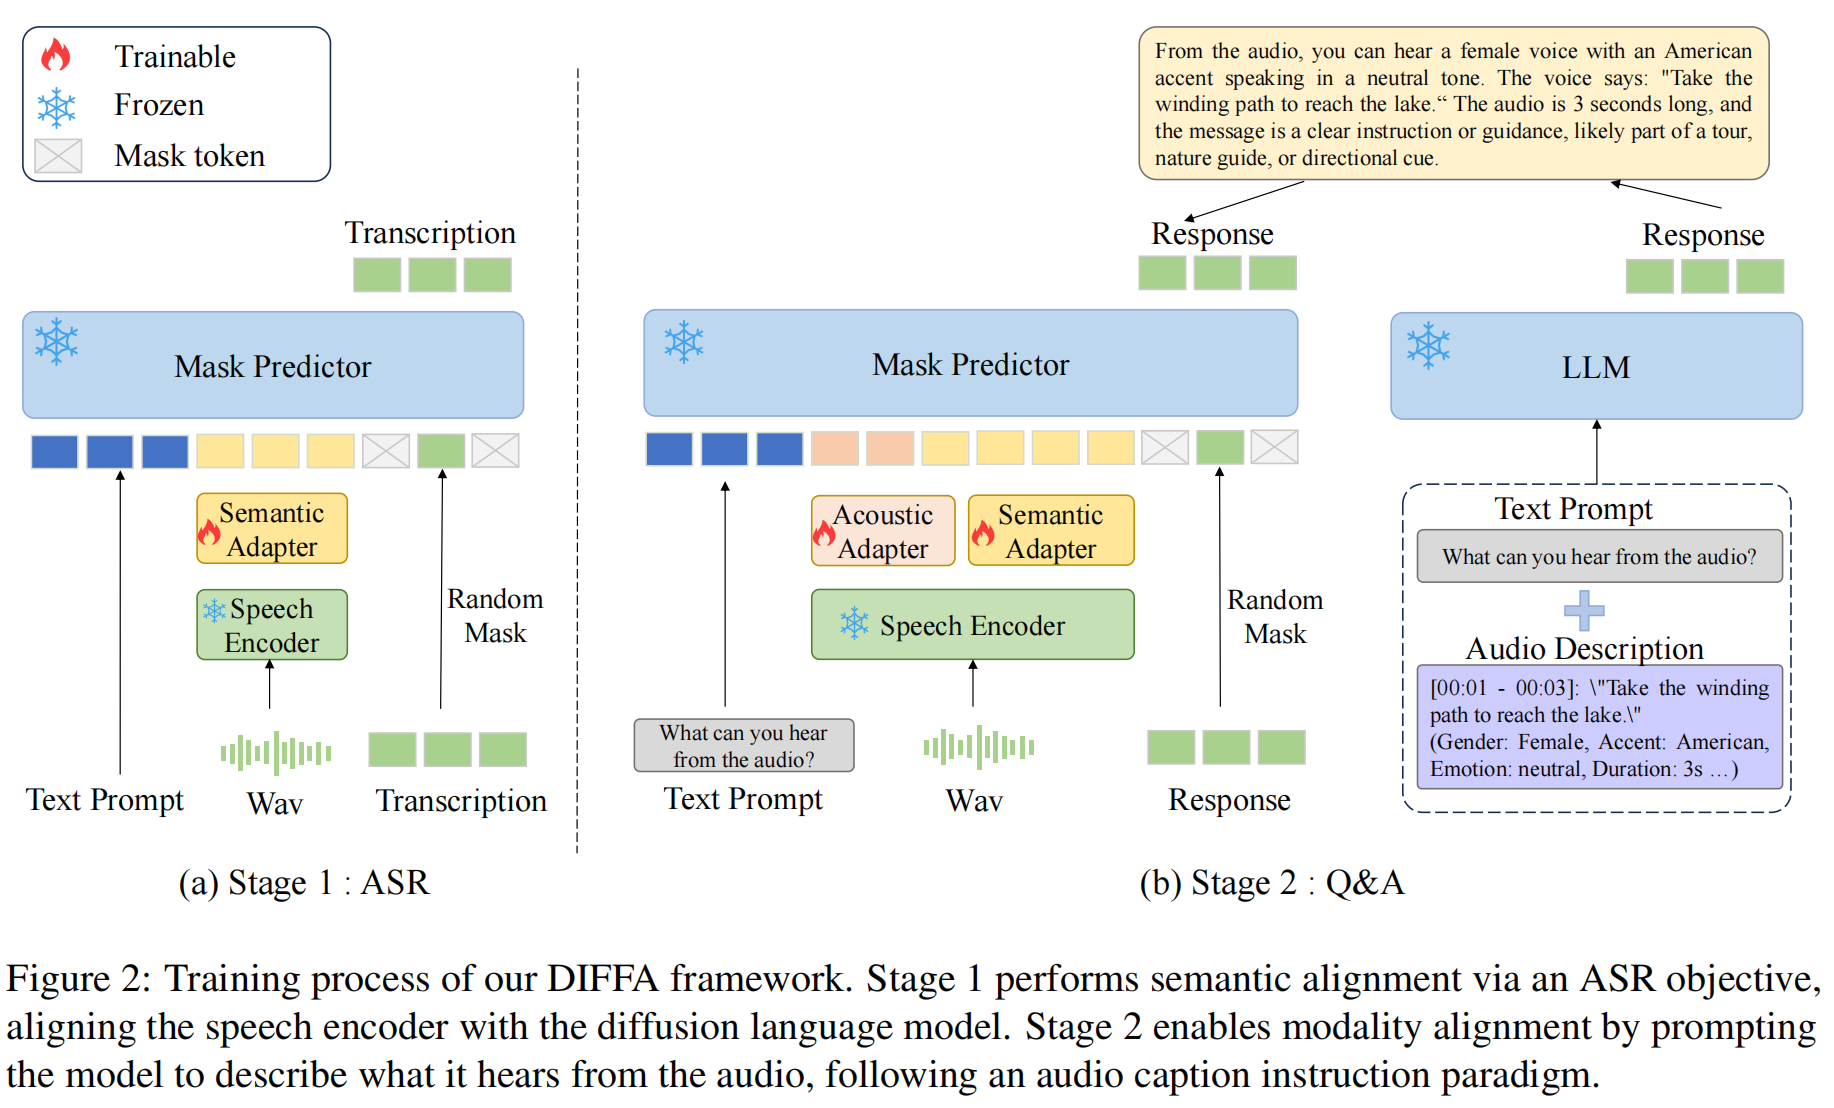 Trainable
Frozen
Mask token
Transcription
Mask Predictor
Semantic
Adapter
Speech
Encoder
Random
Mask
Text Prompt
Wav
Transcription
(a) Stage 1 : ASR
From the audio, you can hear a female voice with an American
accent speaking in a neutral tone. The voice says: "Take the
winding path to reach the lake.“ The audio is 3 seconds long, and
the message is a clear instruction or guidance, likely part of a tour,
nature guide, or directional cue.
Response
Response
Mask Predictor
LLM
Acoustic
Adapter
Semantic
Adapter
Speech Encoder
Random
Mask
What can you hear
from the audio?
Text Prompt
Wav
Response
Text Prompt
What can you hear from the audio?
Audio Description
[00:01 - 00:03]: \"Take the winding
path to reach the lake.\"
(Gender: Female, Accent: American,
Emotion: neutral, Duration: 3s …)
(b) Stage 2 : Q&A
Figure 2: Training process of our DIFFA framework. Stage 1 performs semantic alignment via an ASR objective,
aligning the speech encoder with the diffusion language model. Stage 2 enables modality alignment by prompting
the model to describe what it hears from the audio, following an audio caption instruction paradigm.